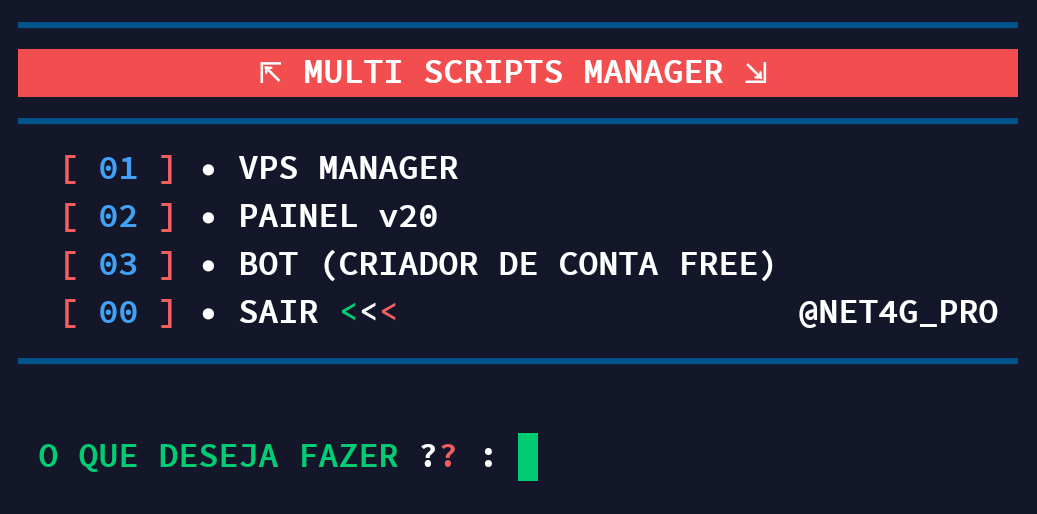 ⇱ MULTI SCRIPTS MANAGER ⇲
[ 01 ] • VPS MANAGER
[ 02 ] • PAINEL v20
[ 03 ] • BOT (CRIADOR DE CONTA FREE)
[ 00 ] • SAIR <<< @NET4G_PRO
O QUE DESEJA FAZER ?? :